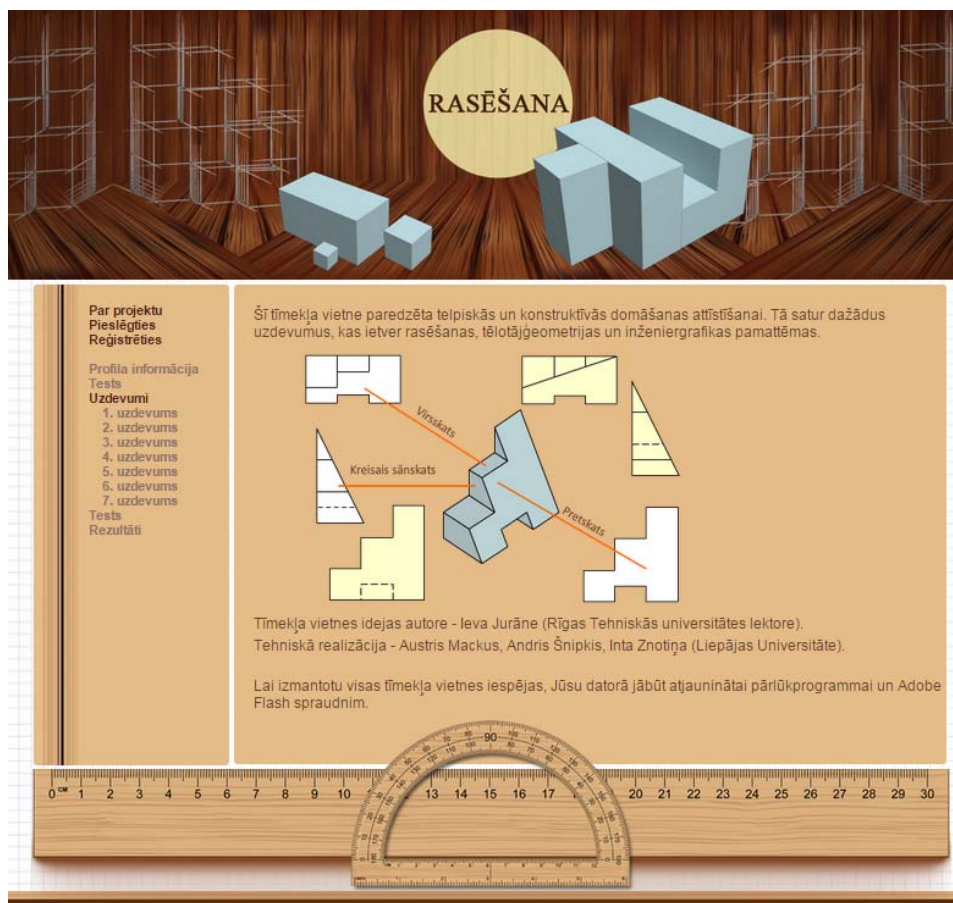 RASĒŠANA
Par projektu
Pieslēgties
Reģistrēties
Profila informācija
Tests
Uzdevumi
1. uzdevums
2. uzdevums
3. uzdevums
4. uzdevums
5. uzdevums
6. uzdevums
7. uzdevums
Tests
Rezultāti
Šī tīmekļa vietne paredzēta telpiskās un konstruktīvās domāšanas attīstīšanai. Tā satur dažādus
uzdevumus, kas ietver rasēšanas, tēlotājģeometrijas un inženiergrafikas pamattēmas.
Virsskats
Kreisais sānskats
Pretskats
Tīmekļa vietnes idejas autore - Ieva Jurāne (Rīgas Tehniskās universitātes lektore).
Tehniskā realizācija - Austris Mackus, Andris Šnipkis, Inta Znotiņa (Liepājas Universitāte).
Lai izmantotu visas tīmekļa vietnes iespējas, Jūsu datorā jābūt atjauninātai pārlūkprogrammai un Adobe
Flash spraudnim.
90
0 CM 1 2 3 4 5 6 7 8 9 10 13 14 15 16 17 20 21 22 23 24 25 26 27 28 29 30